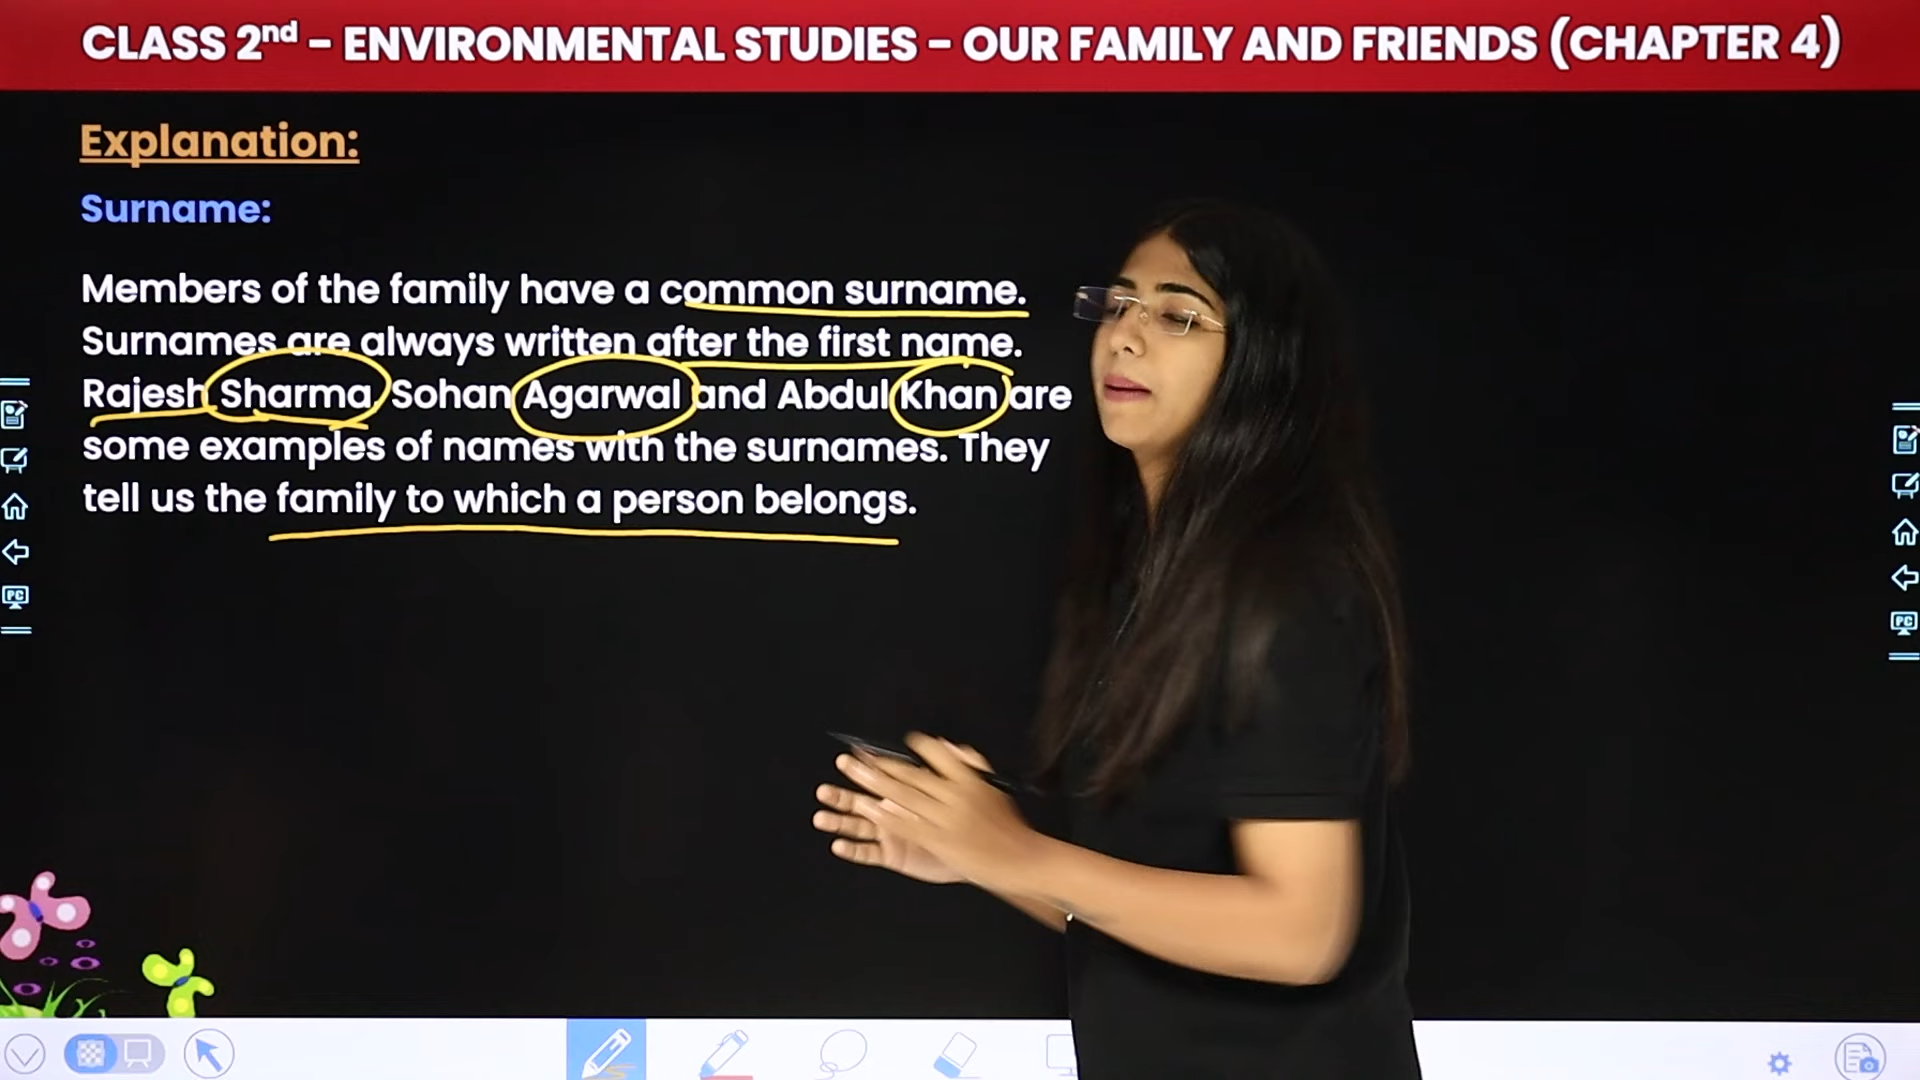 CLASS 2nd - ENVIRONMENTAL STUDIES - OUR FAMILY AND FRIENDS (CHAPTER 4)
Explanation:
Surname:
Members of the family have a common surname.
Surnames are always written after the first name.
Rajesh Sharma, Sohan Agarwal and Abdul Khan are
some examples of names with the surnames. They
tell us the family to which a person belongs.
PC
PC